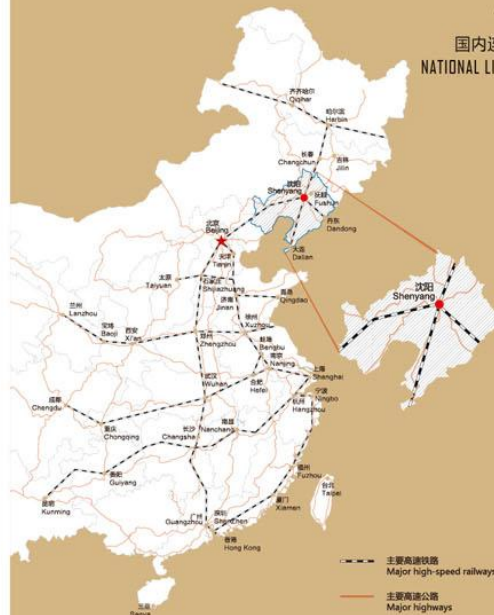 国内连
NATIONAL L
齐齐哈尔
Qiqihar
哈尔滨
Harbin
长春
Changchun
吉林
Jilin
沈阳
Shenyang
抚顺
Fushun
丹东
Dandong
大连
Dalian
北京
Beijing
天津
Tianjin
太原
Taiyuan
石家庄
Shijiazhuang
济南
Jinan
青岛
Qingdao
兰州
Lanzhou
宝鸡
Baoji
西安
Xi'an
郑州
Zhengzhou
徐州
Xuzhou
蚌埠
Bengbu
南京
Nanjing
上海
Shanghai
合肥
Hefei
武汉
Wuhan
宁波
Ningbo
杭州
Hangzhou
成都
Chengdu
重庆
Chongqing
长沙
Changsha
南昌
Nanchang
贵阳
Guiyang
昆明
Kunming
福州
Fuzhou
台北
Taipei
厦门
Xiamen
广州
Guangzhou
深圳
ShenZhen
香港
Hong Kong
沈阳
Shenyang
主要高速铁路
Major high-speed railways
主要高速公路
Major highways